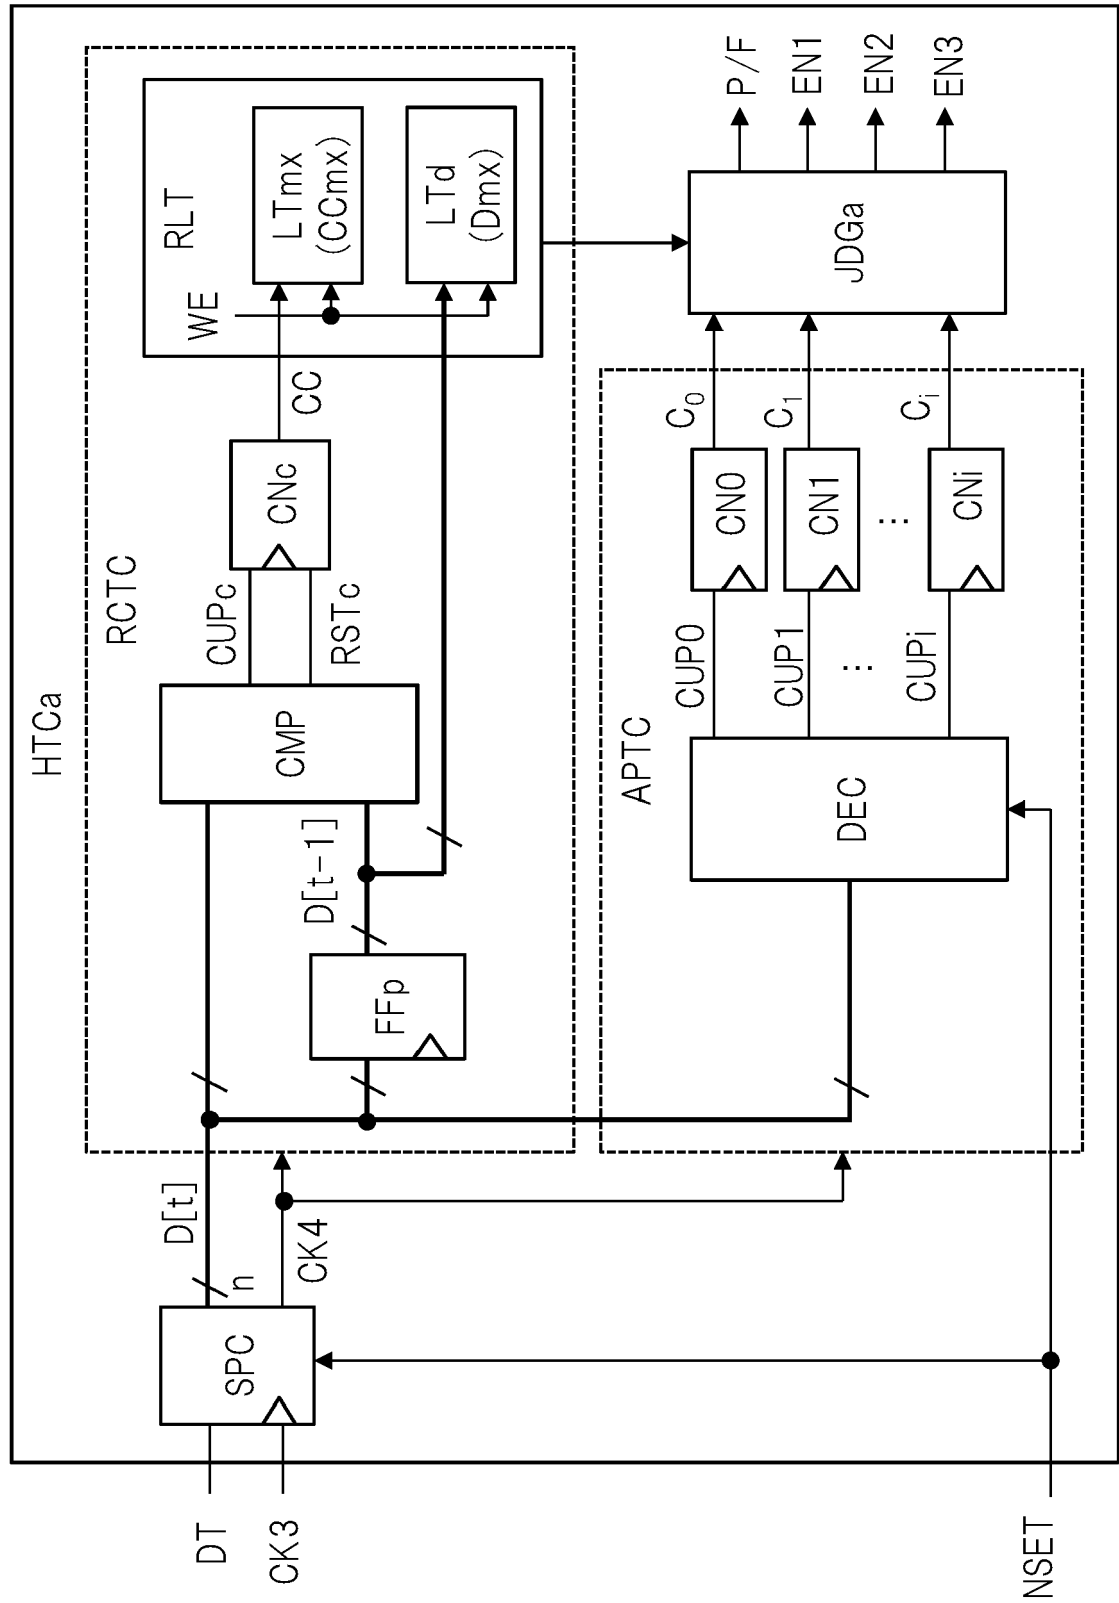 HTCa
RCTC
RLT
WE
LTmx
(CCmx)
LTd
(Dmx)
CC
CNc
CUPc
RSTc
CMP
D[t-1]
FFp
D[t]
n
CK4
SPC
DT
CK3
NSET
APTC
DEC
CUP0
CUP1
...
CUPi
CN0
CN1
...
CNi
C0
C1
Ci
JDGa
P/F
EN1
EN2
EN3